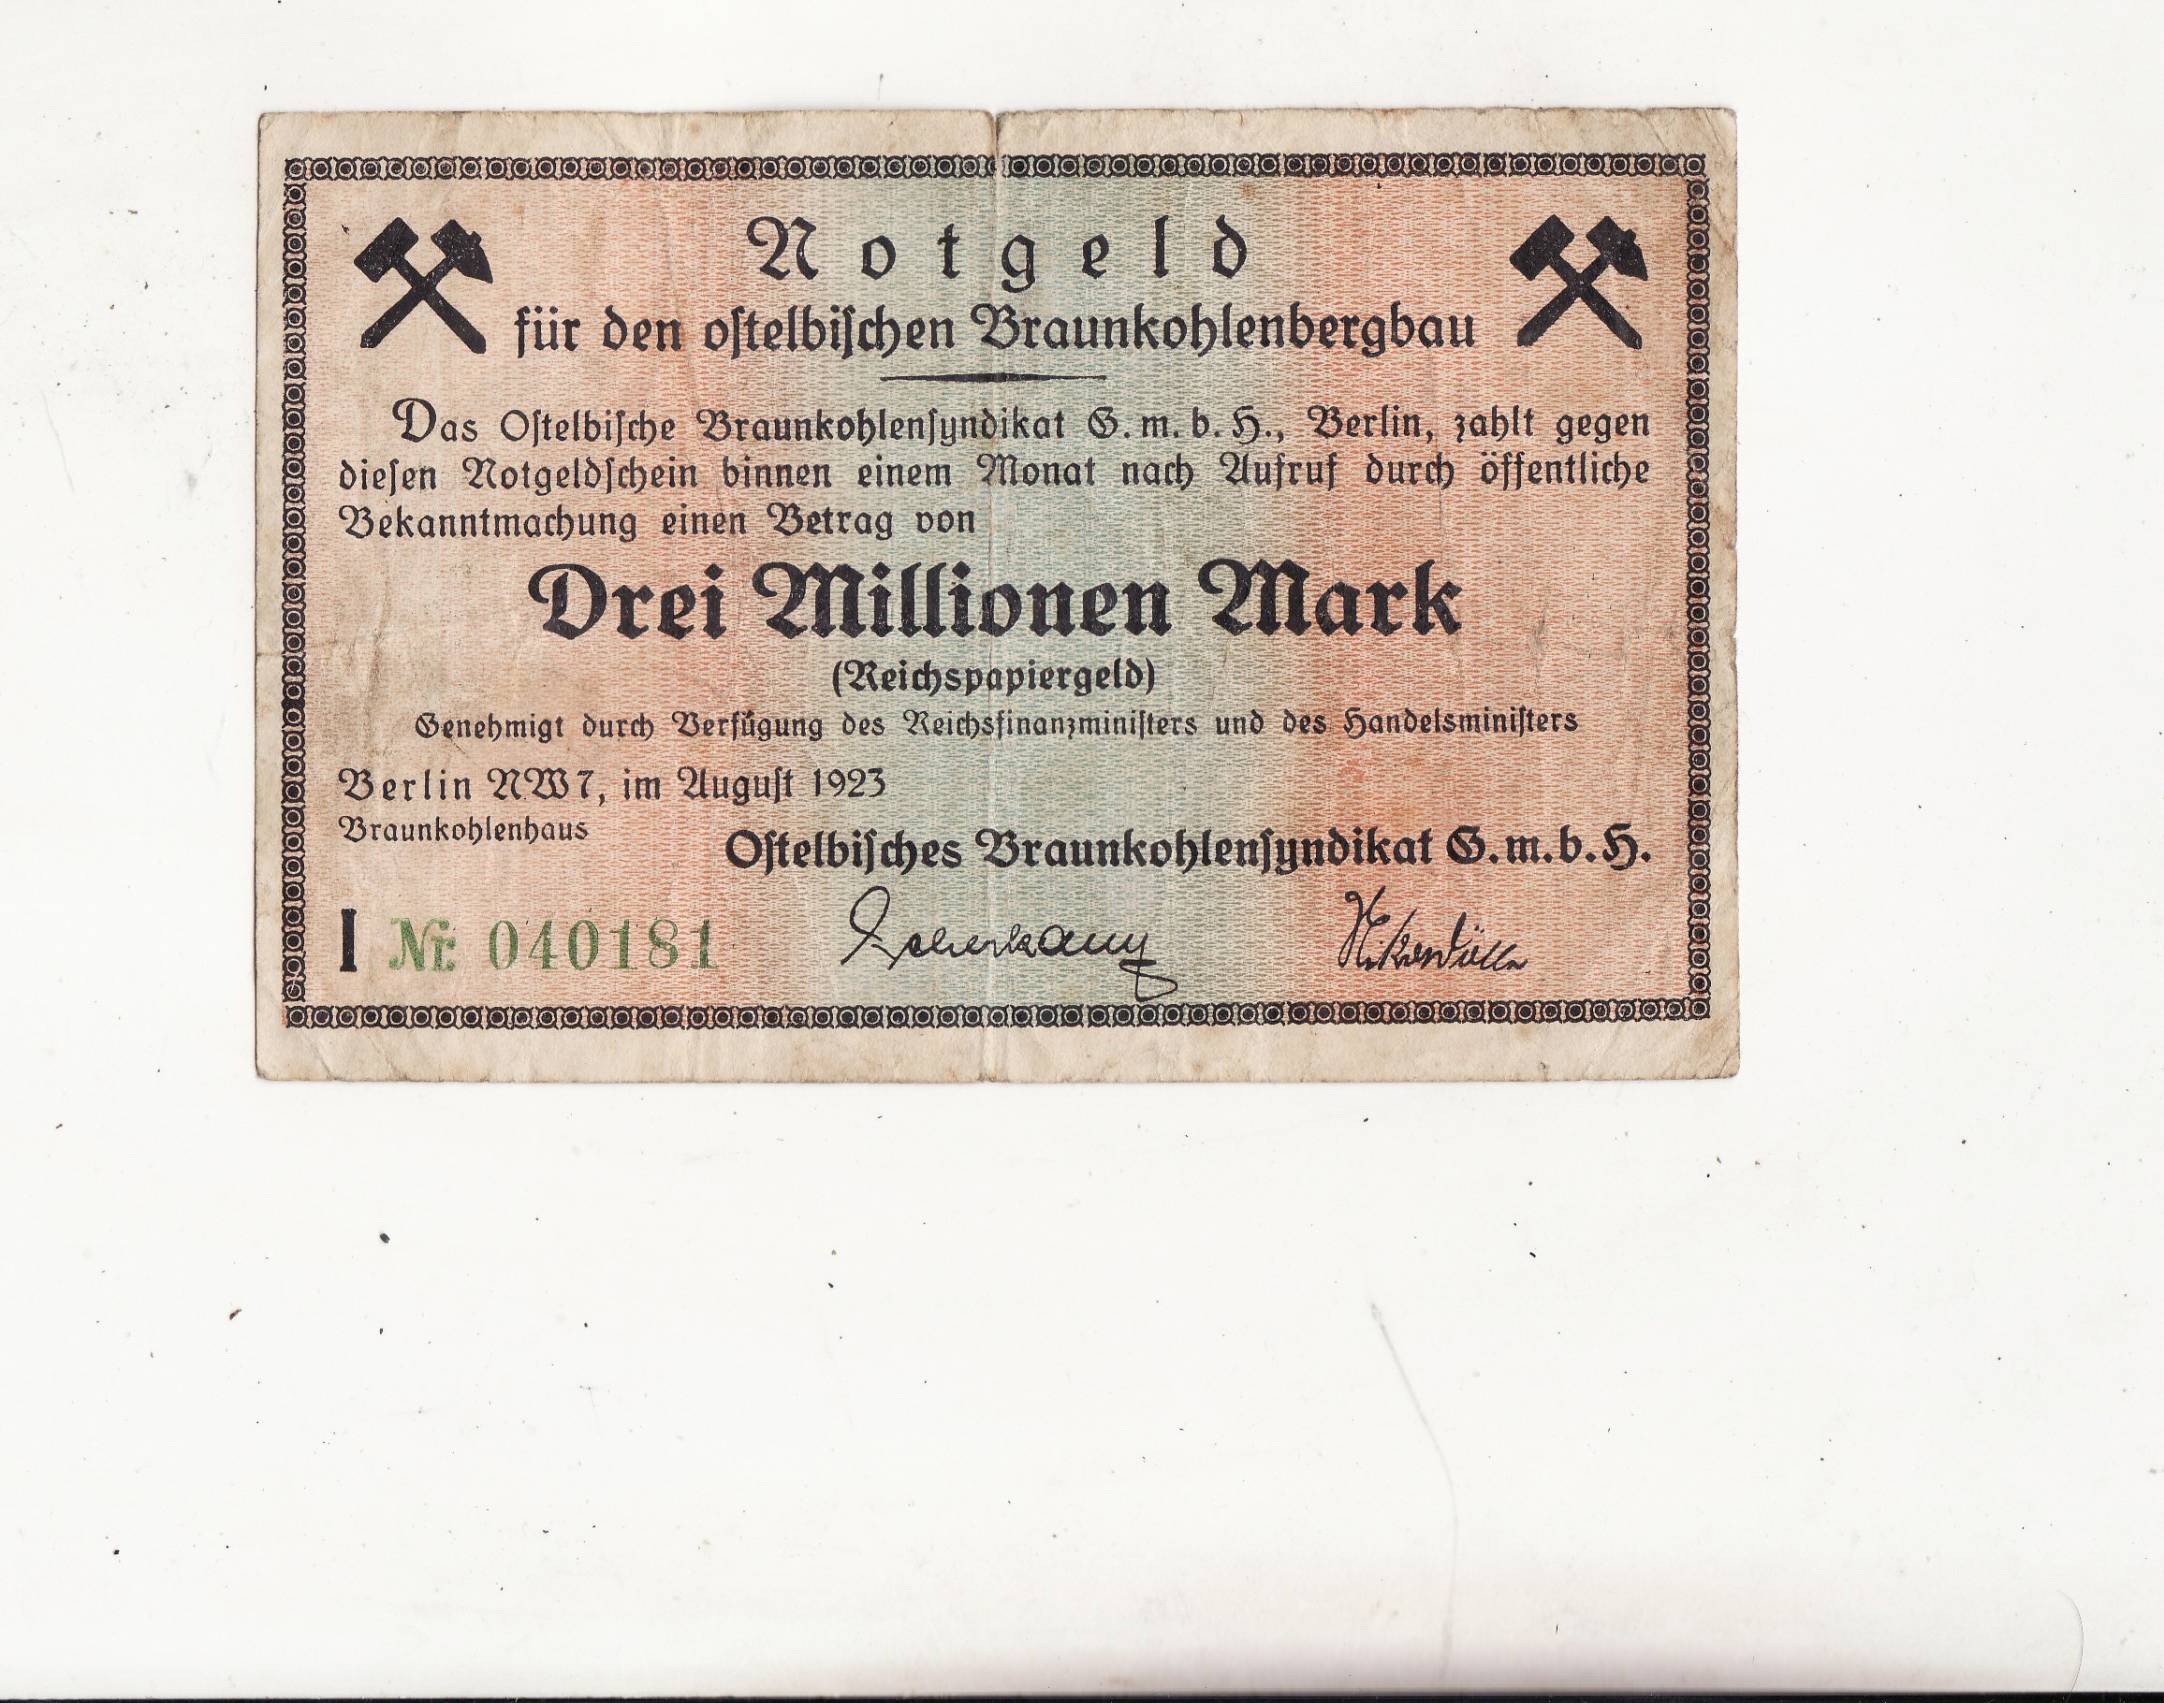 Notgeld
für den oſtelbiſchen Braunkohlenbergbau
Das Oſtelbiſche Braunkohlenſyndikat G.m.b.H., Berlin, zahlt gegen
dieſen Notgeldſchein binnen einem Monat nach Aufruf durch öffentliche
Bekanntmachung einen Betrag von
Drei Millionen Mark
(Reichspapiergeld)
Genehmigt durch Verfügung des Reichsfinanzminiſters und des Handelsminiſters
Berlin NW7, im Auguſt 1923
Braunkohlenhaus
Oſtelbiſches Braunkohlenſyndikat G.m.b.H.
I Nr. 040181